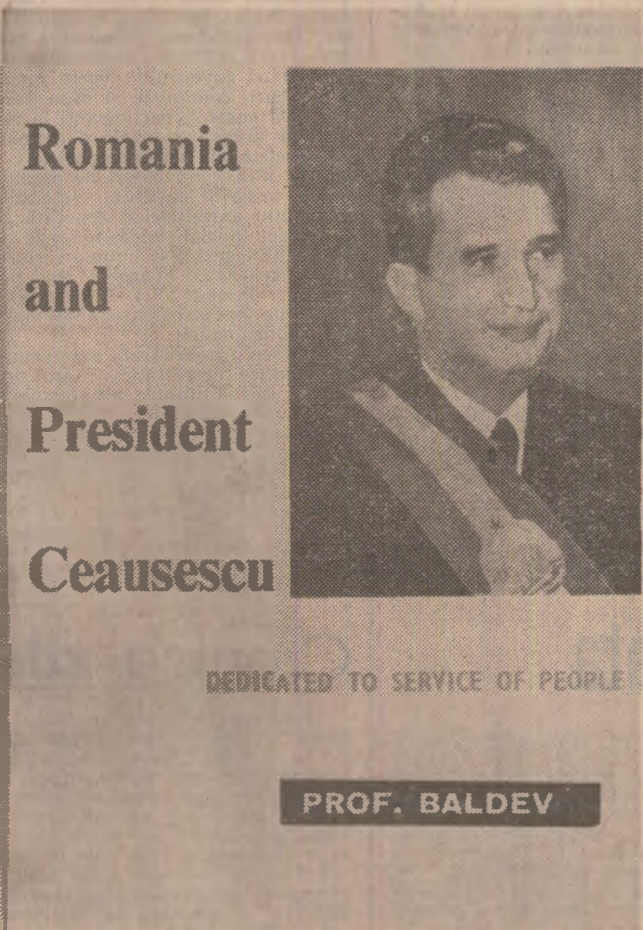 Romania
and
President
Ceausescu
DEDICATED TO SERVICE OF PEOPLE
PROF. BALDEV